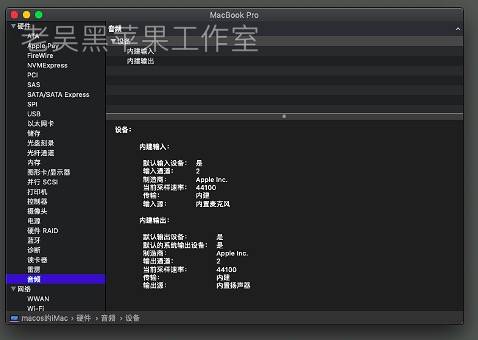 MacBook Pro
老吴黑苹果工作室
硬件
ATA
Apple Pay
FireWire
NVMExpress
PCI
SAS
SATA/SATA Express
SPI
USB
以太网卡
储存
光盘刻录
光纤通道
内存
图形卡/显示器
并行 SCSI
打印机
控制器
摄像头
电源
硬件 RAID
蓝牙
诊断
读卡器
雷雳
音频
网络
WWAN
Wi-Fi
音频
设备
内建输入
内建输出
设备：
内建输入：
默认输入设备： 是
输入通道： 2
制造商： Apple Inc.
当前采样速率： 44100
传输： 内建
输入源： 内置麦克风
内建输出：
默认输出设备： 是
默认的系统输出设备： 是
制造商： Apple Inc.
输出通道： 2
当前采样速率： 44100
传输： 内建
输出源： 内置扬声器
macos的iMac › 硬件 › 音频 › 设备